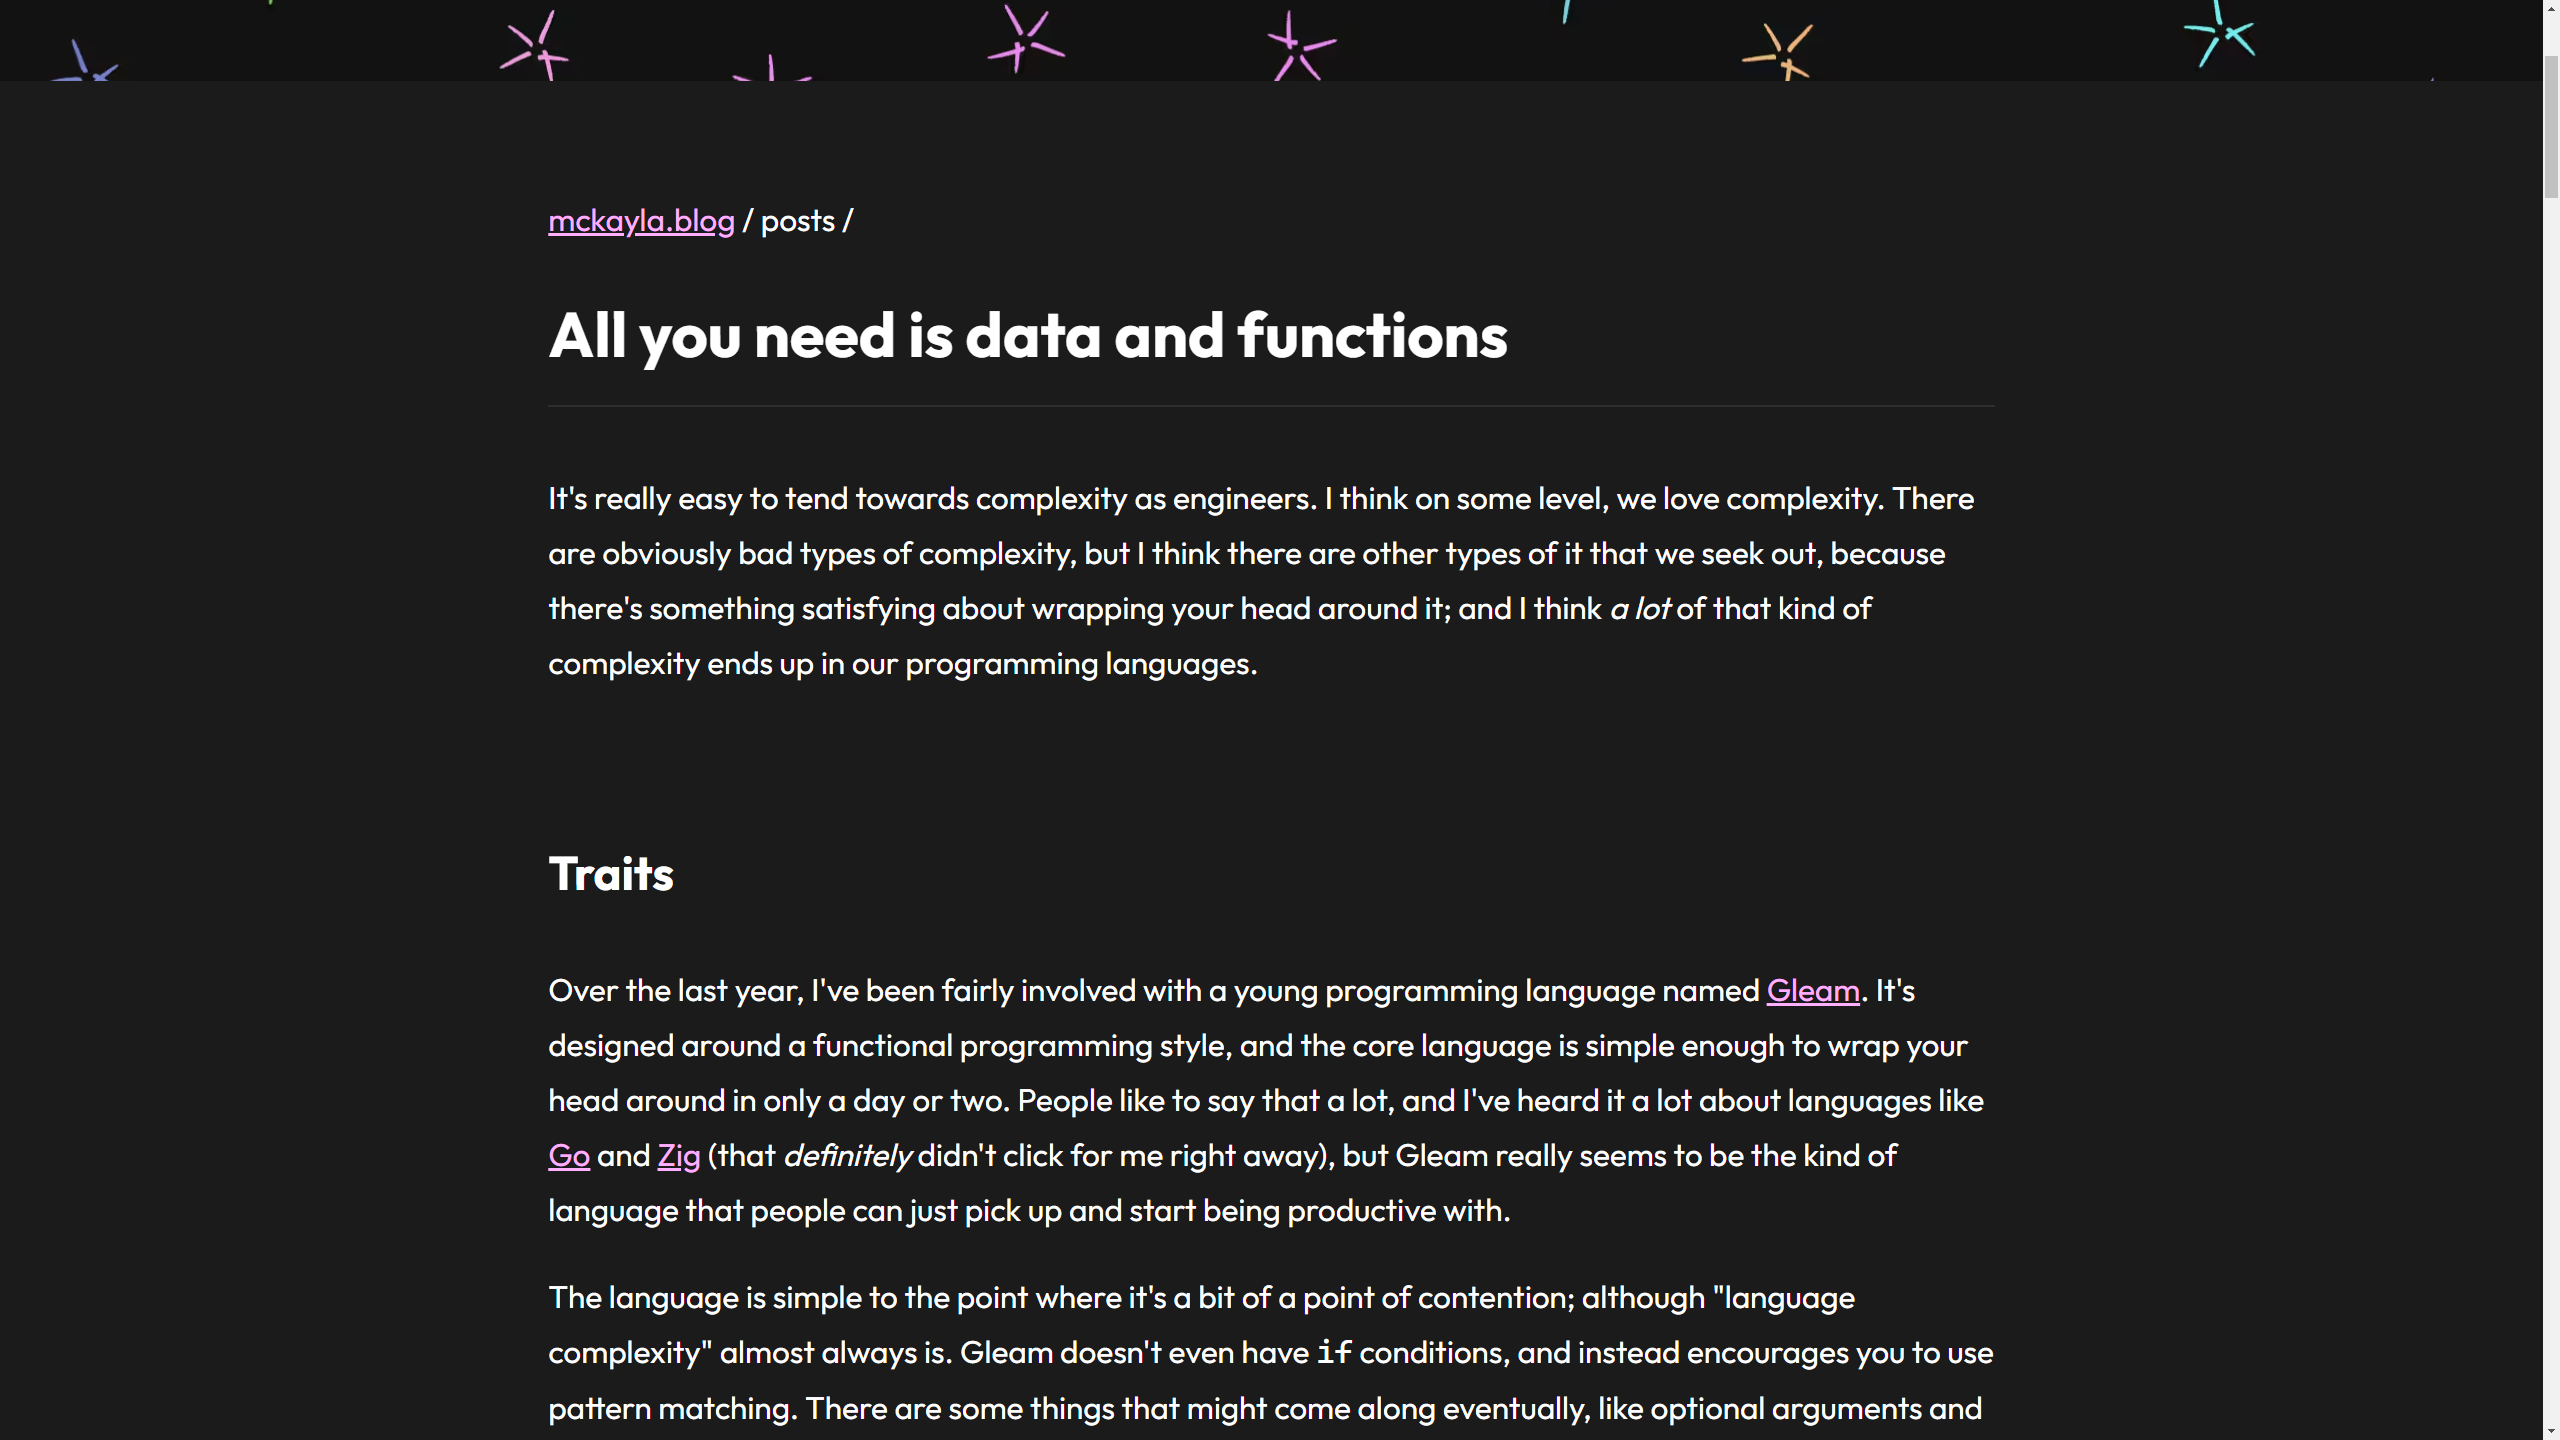 mckayla.blog / posts /
All you need is data and functions
It's really easy to tend towards complexity as engineers. I think on some level, we love complexity. There
are obviously bad types of complexity, but I think there are other types of it that we seek out, because
there's something satisfying about wrapping your head around it; and I think a lot of that kind of
complexity ends up in our programming languages.
Traits
Over the last year, I've been fairly involved with a young programming language named Gleam. It's
designed around a functional programming style, and the core language is simple enough to wrap your
head around in only a day or two. People like to say that a lot, and I've heard it a lot about languages like
Go and Zig (that definitely didn't click for me right away), but Gleam really seems to be the kind of
language that people can just pick up and start being productive with.
The language is simple to the point where it's a bit of a point of contention; although "language
complexity" almost always is. Gleam doesn't even have if conditions, and instead encourages you to use
pattern matching. There are some things that might come along eventually, like optional arguments and